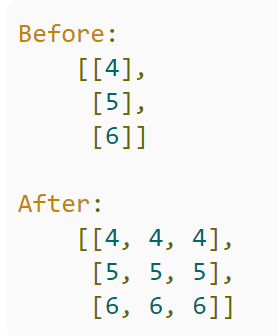 Before:
[[4],
[5],
[6]]
After:
[[4, 4, 4],
[5, 5, 5],
[6, 6, 6]]